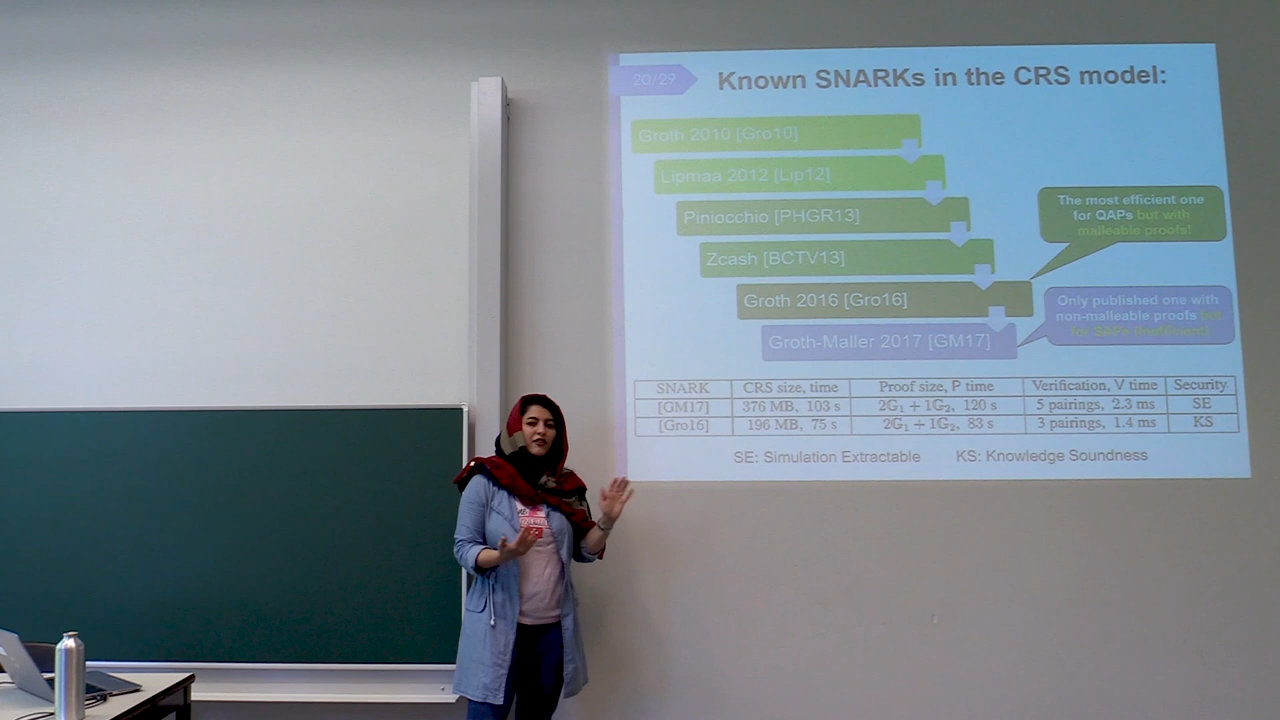 20/29
Known SNARKs in the CRS model:
Groth 2010 [Gro10]
Lipmaa 2012 [Lip12]
Piniocchio [PHGR13]
Zcash [BCTV13]
Groth 2016 [Gro16]
Groth-Maller 2017 [GM17]
The most efficient one
for QAPs but with
malleable proofs!
Only published one with
non-malleable proofs but
for SAPs (inefficient)
SNARK CRS size, time Proof size, P time Verification, V time Security
[GM17] 376 MB, 103 s 2G₁ + 1G₂, 120 s 5 pairings, 2.3 ms SE
[Gro16] 196 MB, 75 s 2G₁ + 1G₂, 83 s 3 pairings, 1.4 ms KS
SE: Simulation Extractable KS: Knowledge Soundness